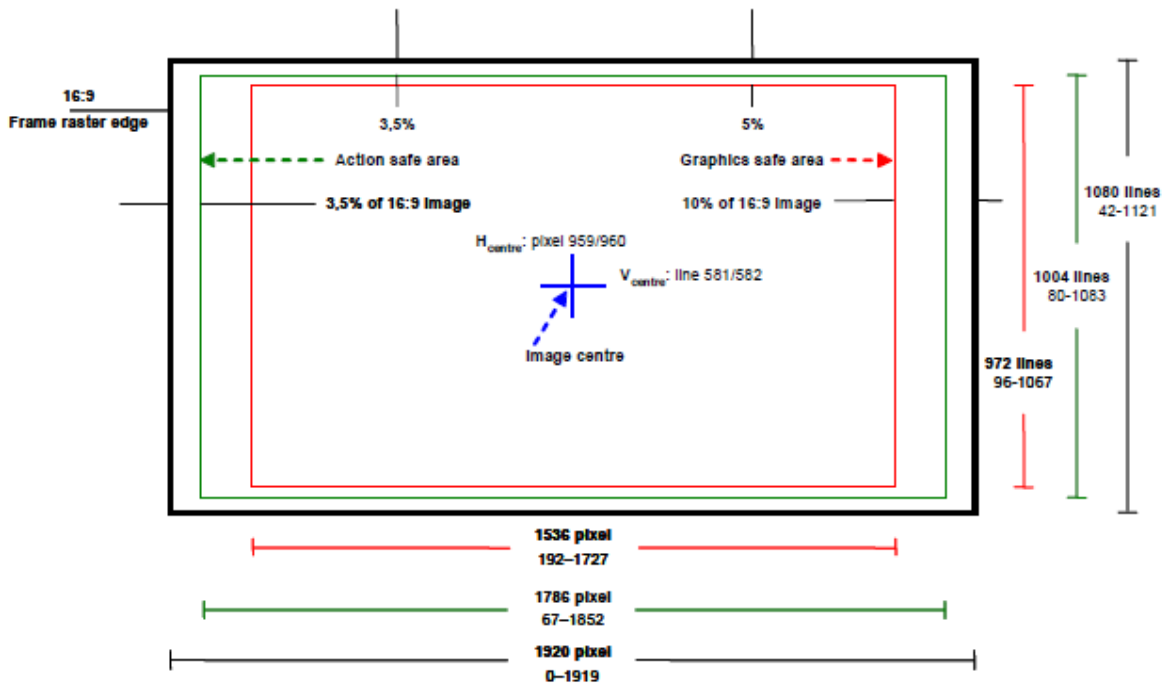 16:9
Frame raster edge
3,5%
5%
Action safe area
Graphics safe area
3,5% of 16:9 image
10% of 16:9 image
1080 lines
42-1121
Hcentre: pixel 959/960
Vcentre: line 581/582
1004 lines
80-1083
Image centre
972 lines
96-1067
1536 pixel
192–1727
1786 pixel
67–1852
1920 pixel
0–1919